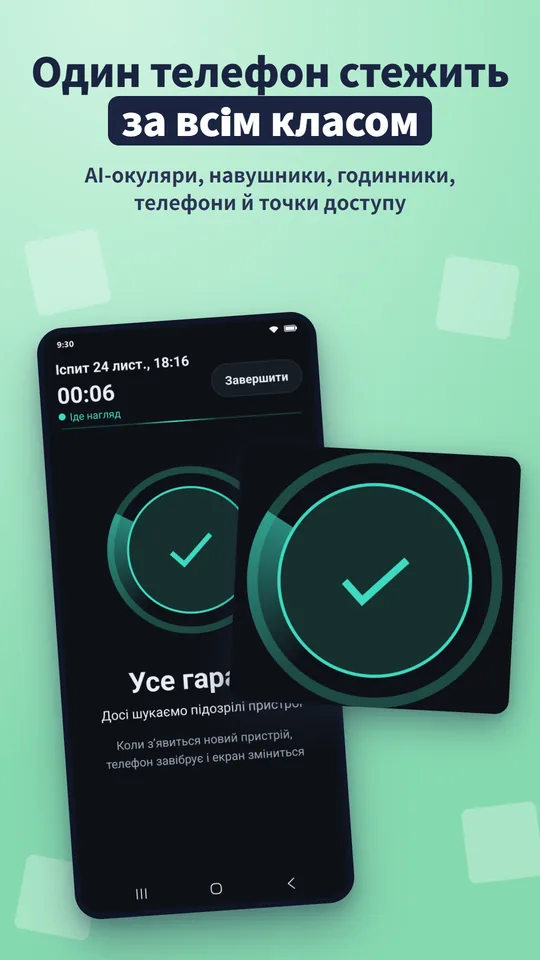 Один телефон стежить
за всім класом
AI-окуляри, навушники, годинники,
телефони й точки доступу
9:30
Іспит 24 лист., 18:16
00:06
Завершити
Іде нагляд
Усе
Досі шукаємо підозрілі пристрої
Коли з'явиться новий пристрій,
телефон завібрує і екран зміниться